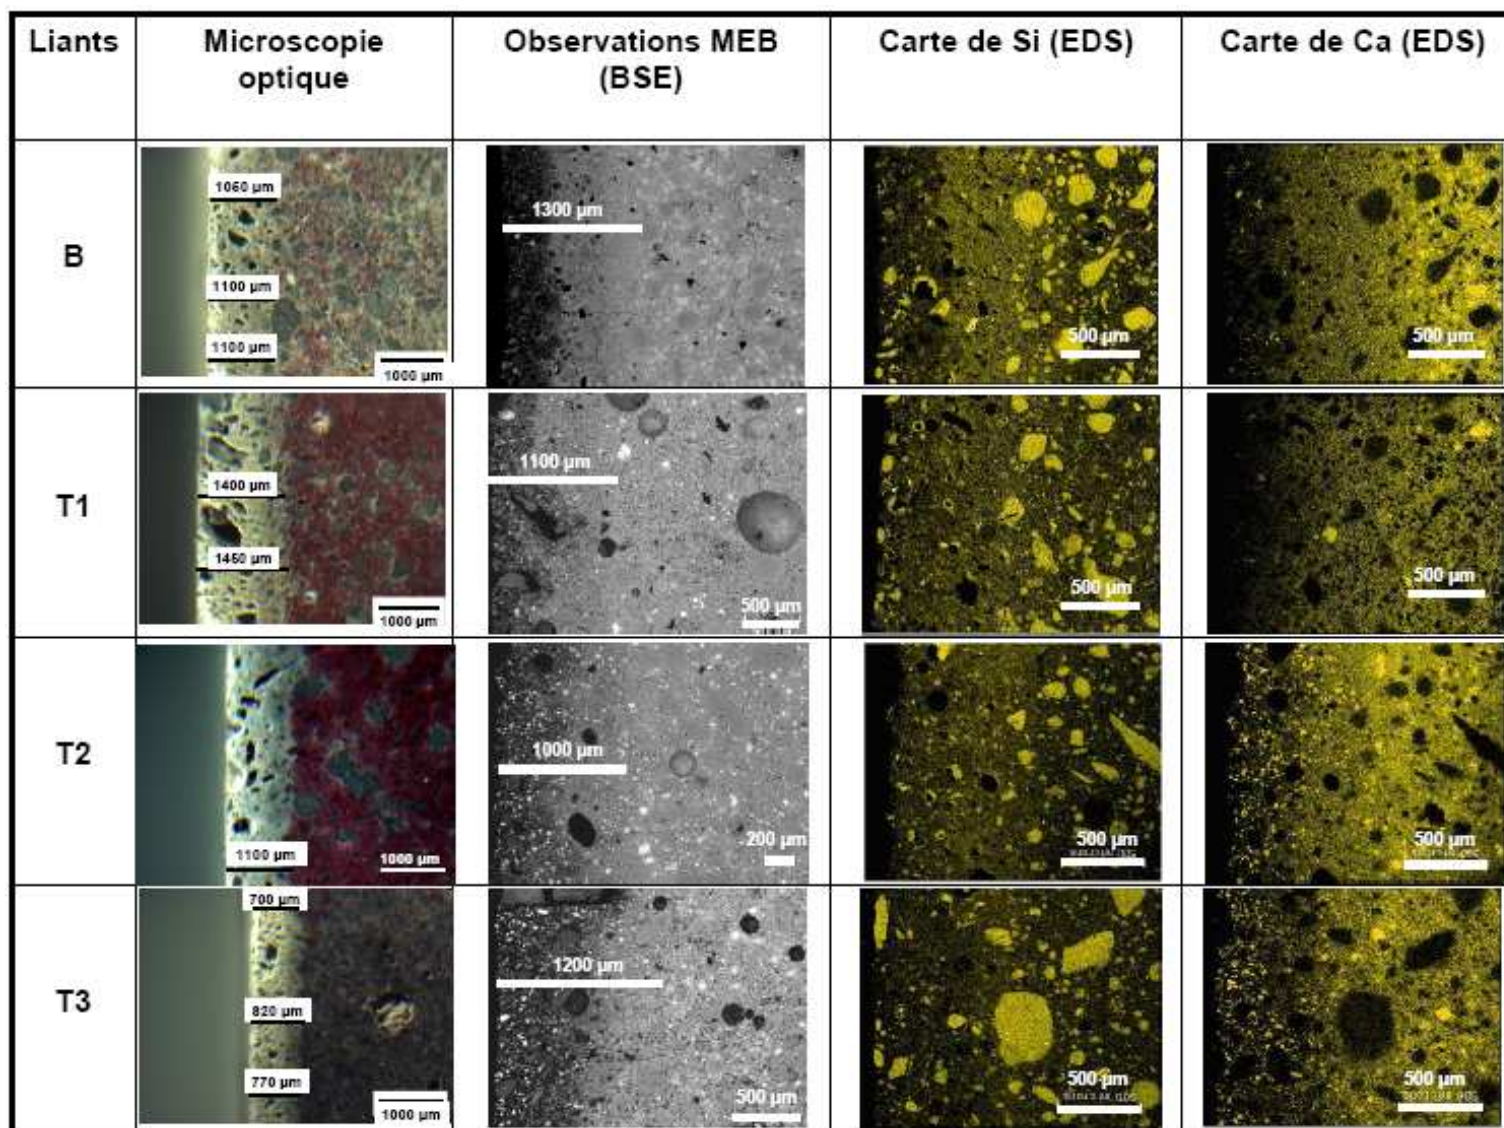 Liants
Microscopie
optique
Observations MEB
(BSE)
Carte de Si (EDS)
Carte de Ca (EDS)
B
1060 µm
1100 µm
1100 µm
1000 µm
1300 µm
500 µm
500 µm
T1
1400 µm
1450 µm
1000 µm
1100 µm
500 µm
500 µm
500 µm
T2
1100 µm
1000 µm
1000 µm
200 µm
500 µm
500 µm
T3
700 µm
820 µm
770 µm
1000 µm
1200 µm
500 µm
500 µm
500 µm